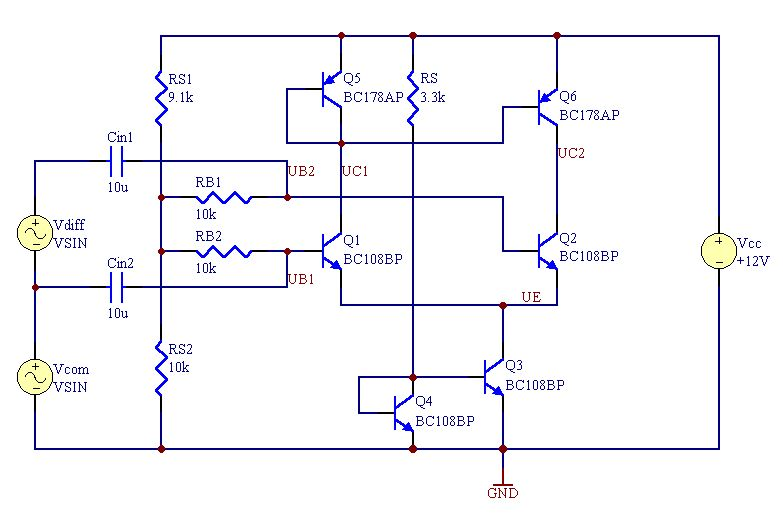 RS1
9.1k
Q5
BC178AP
RS
3.3k
Q6
BC178AP
Cin1
10u
UB2
UC1
UC2
RB1
10k
Vdiff
VSIN
RB2
10k
Q1
BC108BP
Q2
BC108BP
Vcc
+12V
Cin2
10u
UB1
UE
RS2
10k
Vcom
VSIN
Q3
BC108BP
Q4
BC108BP
GND